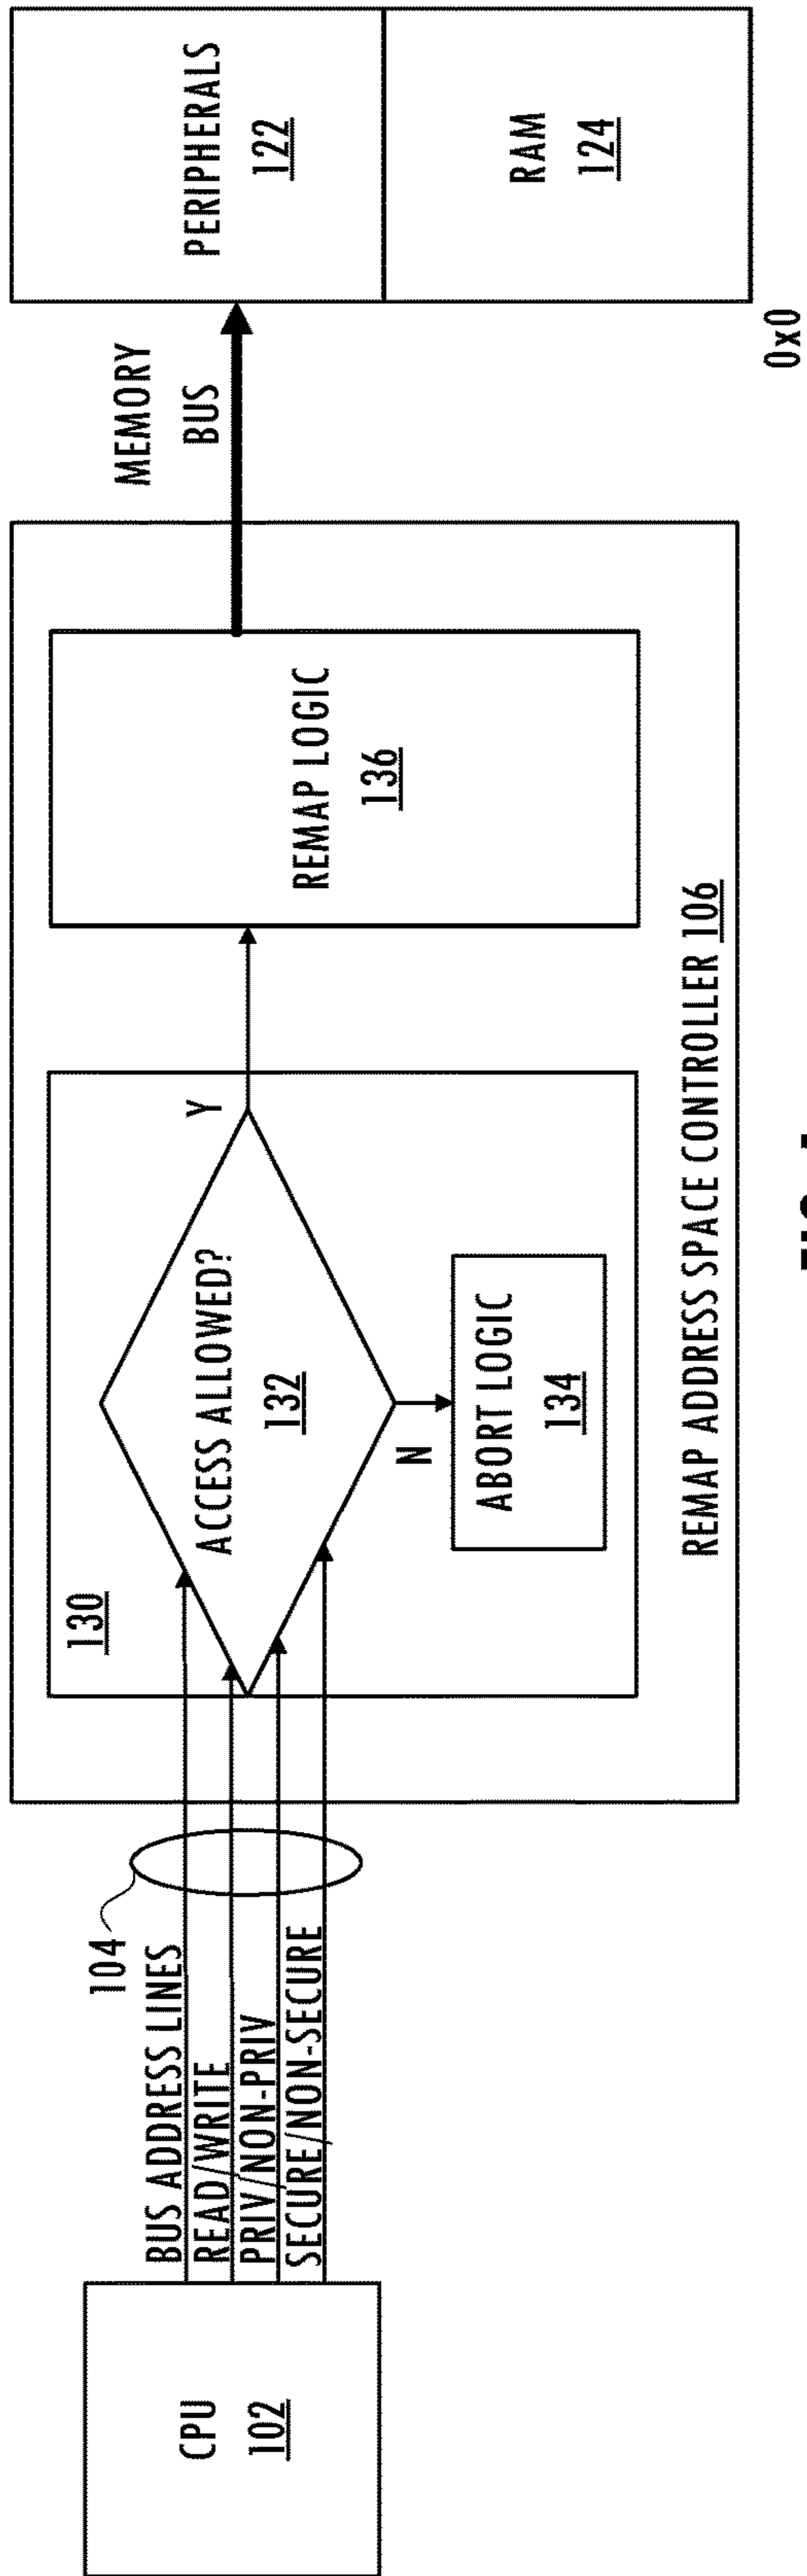 CPU
102
BUS ADDRESS LINES
READ/WRITE
PRIV/NON-PRIV
SECURE/NON-SECURE
104
130
ACCESS ALLOWED?
132
Y
N
ABORT LOGIC
134
REMAP LOGIC
136
REMAP ADDRESS SPACE CONTROLLER 106
MEMORY
BUS
PERIPHERALS
122
RAM
124
0x0